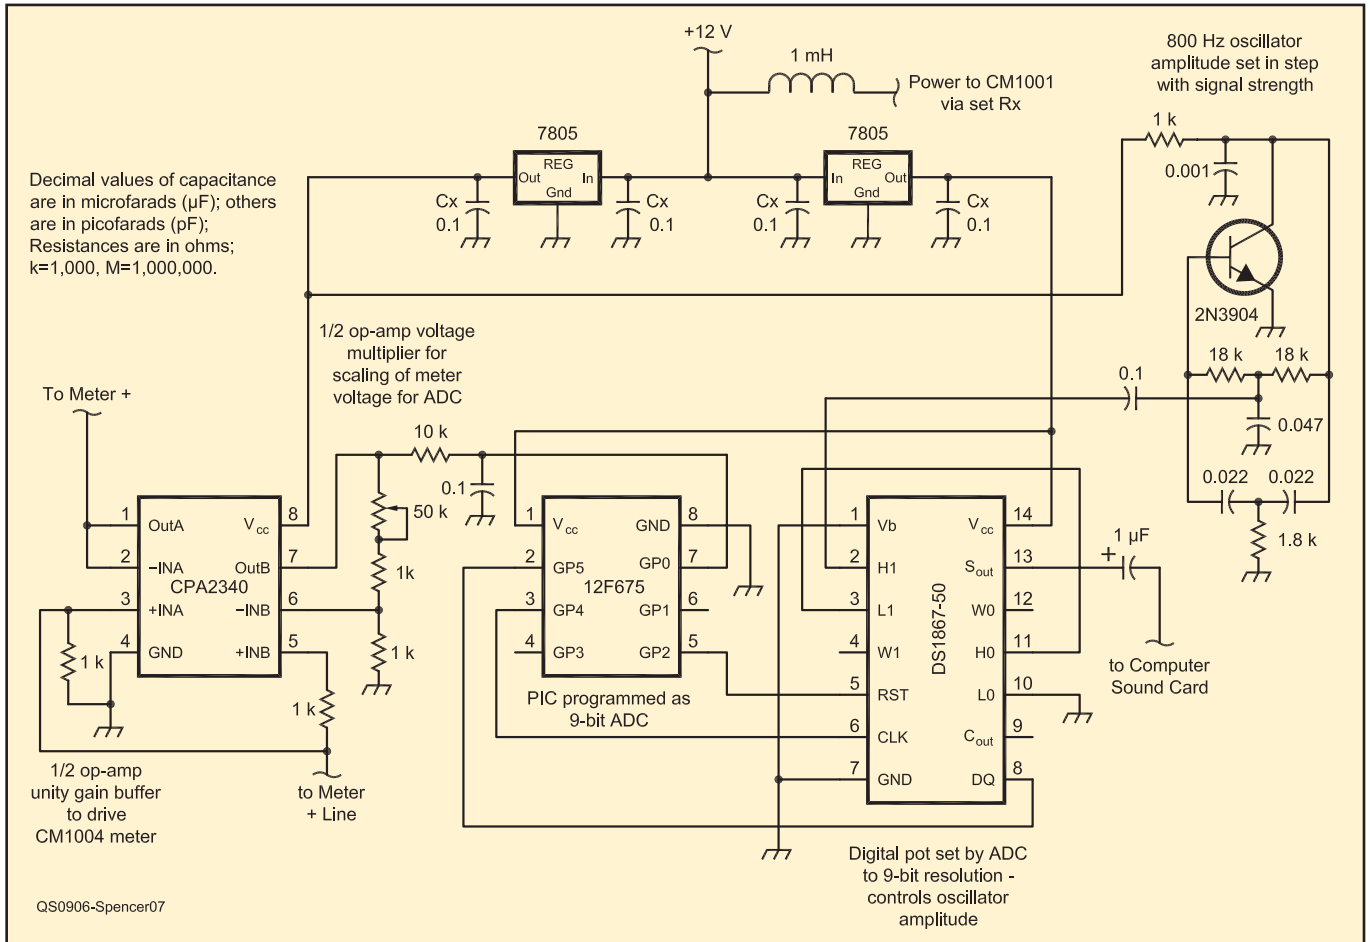 +12 V
1 mH
Power to CM1001
via set Rx
800 Hz oscillator
amplitude set in step
with signal strength
7805
REG
Out
In
Gnd
7805
REG
In
Out
Gnd
Cx
0.1
Cx
0.1
Cx
0.1
Cx
0.1
1 k
0.001
2N3904
Decimal values of capacitance
are in microfarads (µF); others
are in picofarads (pF);
Resistances are in ohms;
k=1,000, M=1,000,000.
1/2 op-amp voltage
multiplier for
scaling of meter
voltage for ADC
18 k
18 k
0.1
0.047
0.022
0.022
1.8 k
To Meter +
10 k
0.1
50 k
1k
1 k
1 OutA
2 –INA
3 +INA
4 GND
CPA2340
Vcc 8
OutB 7
–INB 6
+INB 5
1 k
1 k
1/2 op-amp
unity gain buffer
to drive
CM1004 meter
to Meter
+ Line
1 Vcc
2 GP5
3 GP4
4 GP3
12F675
GND 8
GP0 7
GP1 6
GP2 5
PIC programmed as
9-bit ADC
1 Vb
2 H1
3 L1
4 W1
5 RST
6 CLK
7 GND
DS1867-50
Vcc 14
Sout 13
W0 12
H0 11
L0 10
Cout 9
DQ 8
1 µF
+
to Computer
Sound Card
Digital pot set by ADC
to 9-bit resolution -
controls oscillator
amplitude
QS0906-Spencer07